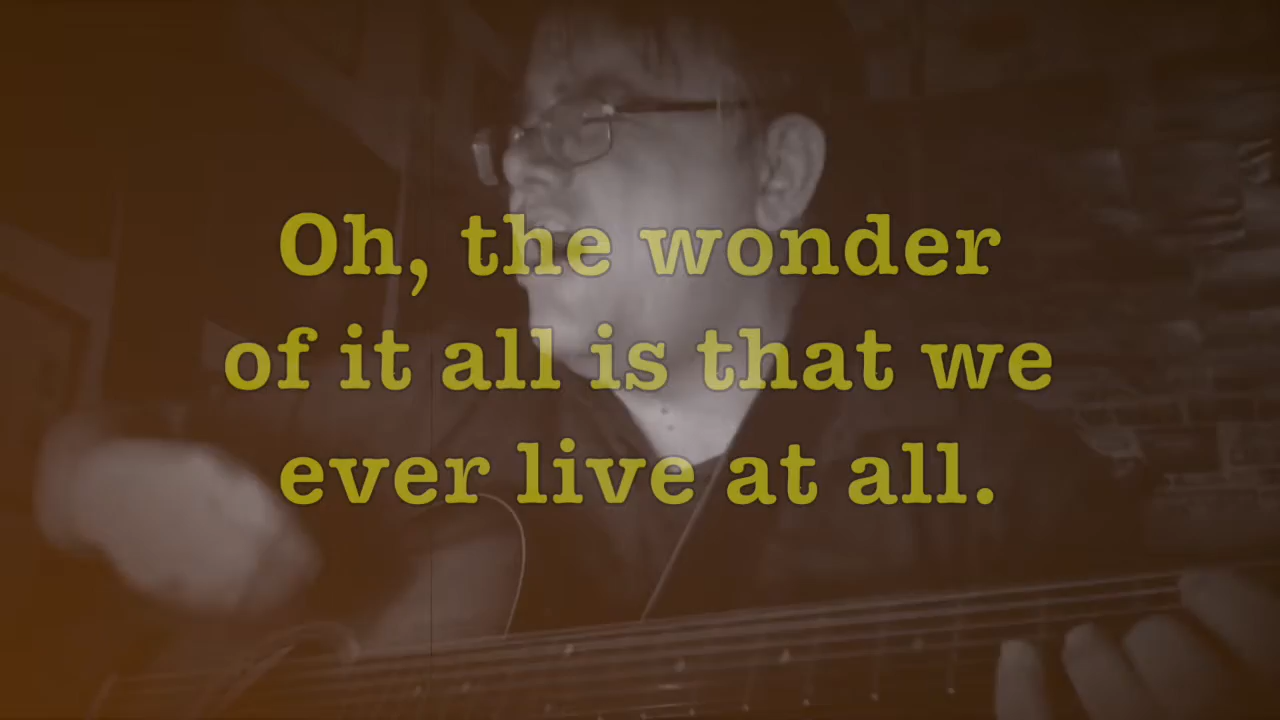 Oh, the wonder
of it all is that we
ever live at all.